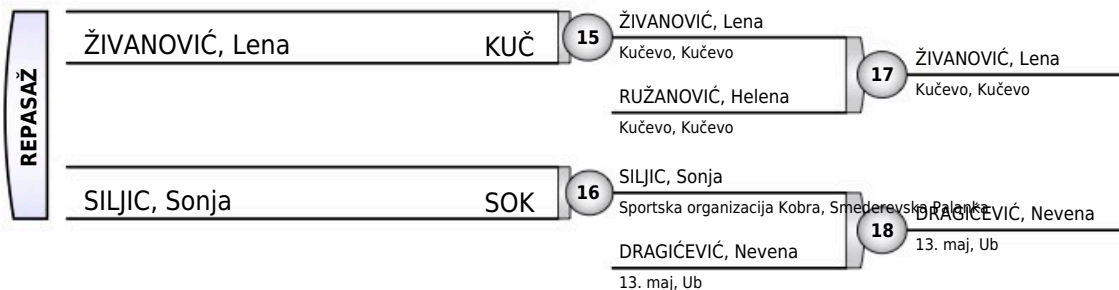 REPASAŽ
ŽIVANOVIĆ, Lena KUČ
15
ŽIVANOVIĆ, Lena
Kučevo, Kučevo
RUŽANOVIĆ, Helena
Kučevo, Kučevo
17
ŽIVANOVIĆ, Lena
Kučevo, Kučevo
SILJIC, Sonja SOK
16
SILJIC, Sonja
Sportska organizacija Kobra, Smederevska Palanka
DRAGIĆEVIĆ, Nevena
13. maj, Ub
18
DRAGIĆEVIĆ, Nevena
13. maj, Ub